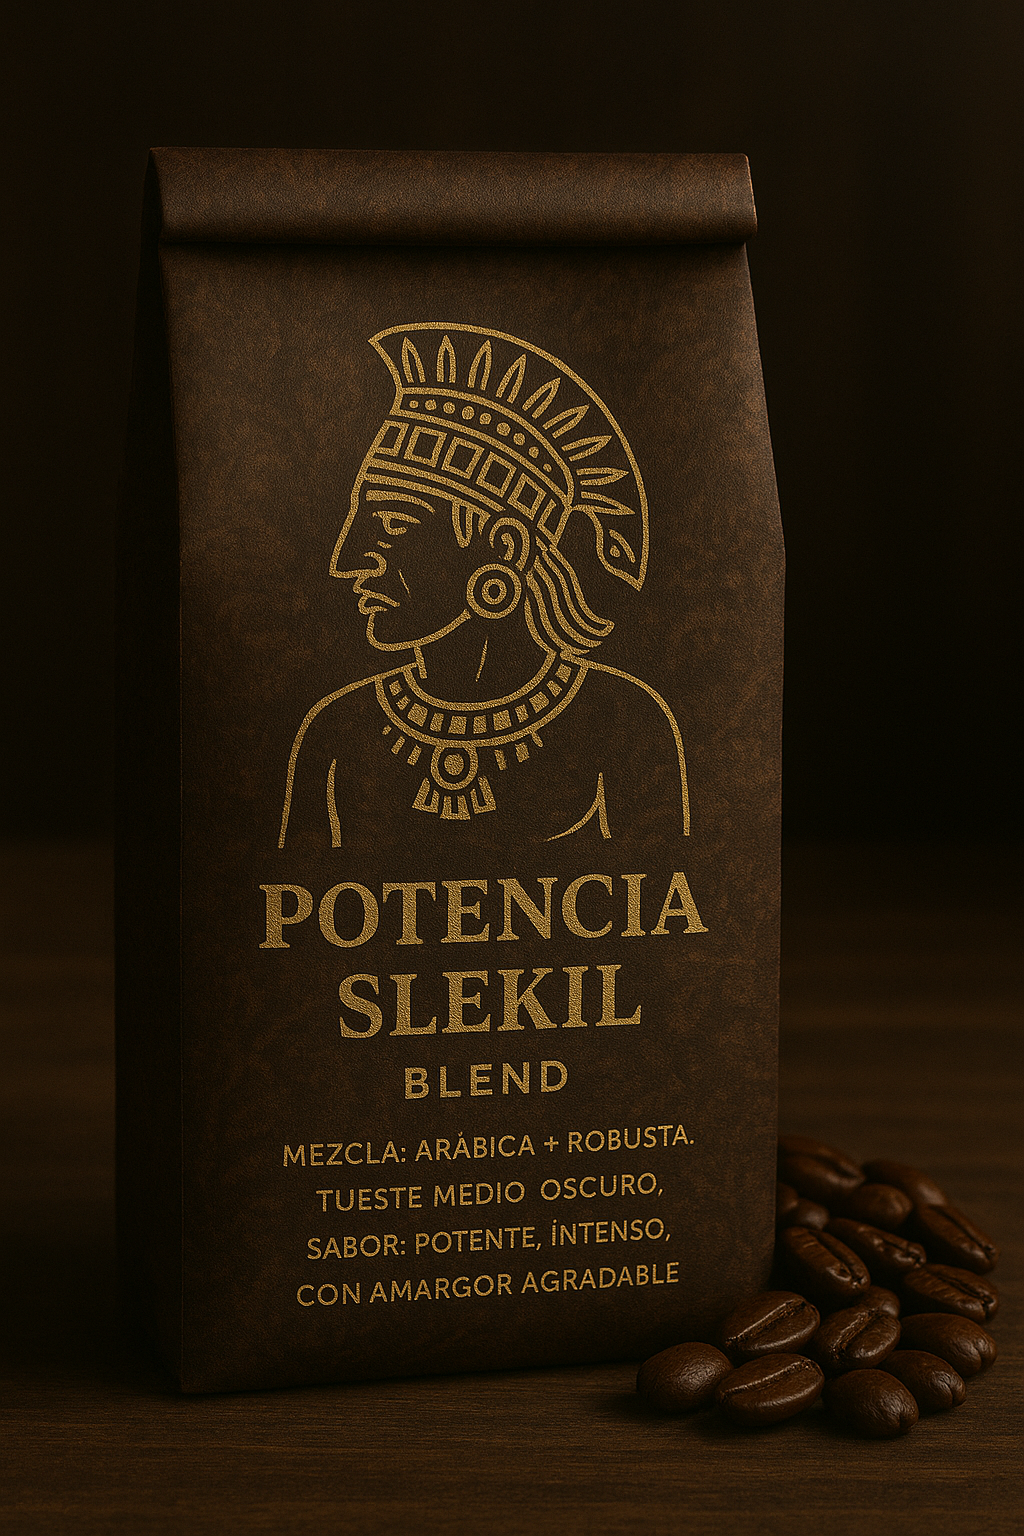 POTENCIA
SLEKIL
BLEND
MEZCLA: ARÁBICA + ROBUSTA.
TUESTE MEDIO OSCURO,
SABOR: POTENTE, ÍNTENSO,
CON AMARGOR AGRADABLE